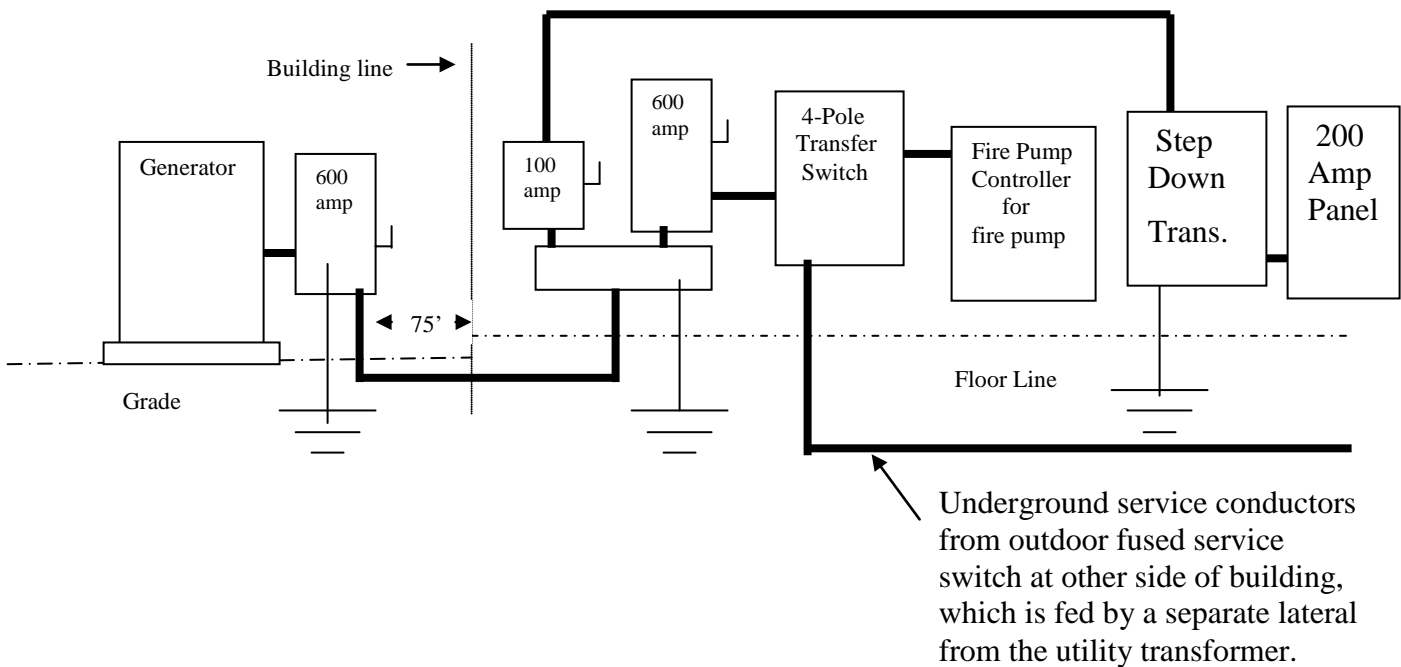 Building line
Generator
600
amp
75’
Grade
100
amp
600
amp
4-Pole
Transfer
Switch
Fire Pump
Controller
for
fire pump
Step
Down
Trans.
200
Amp
Panel
Floor Line
Underground service conductors
from outdoor fused service
switch at other side of building,
which is fed by a separate lateral
from the utility transformer.